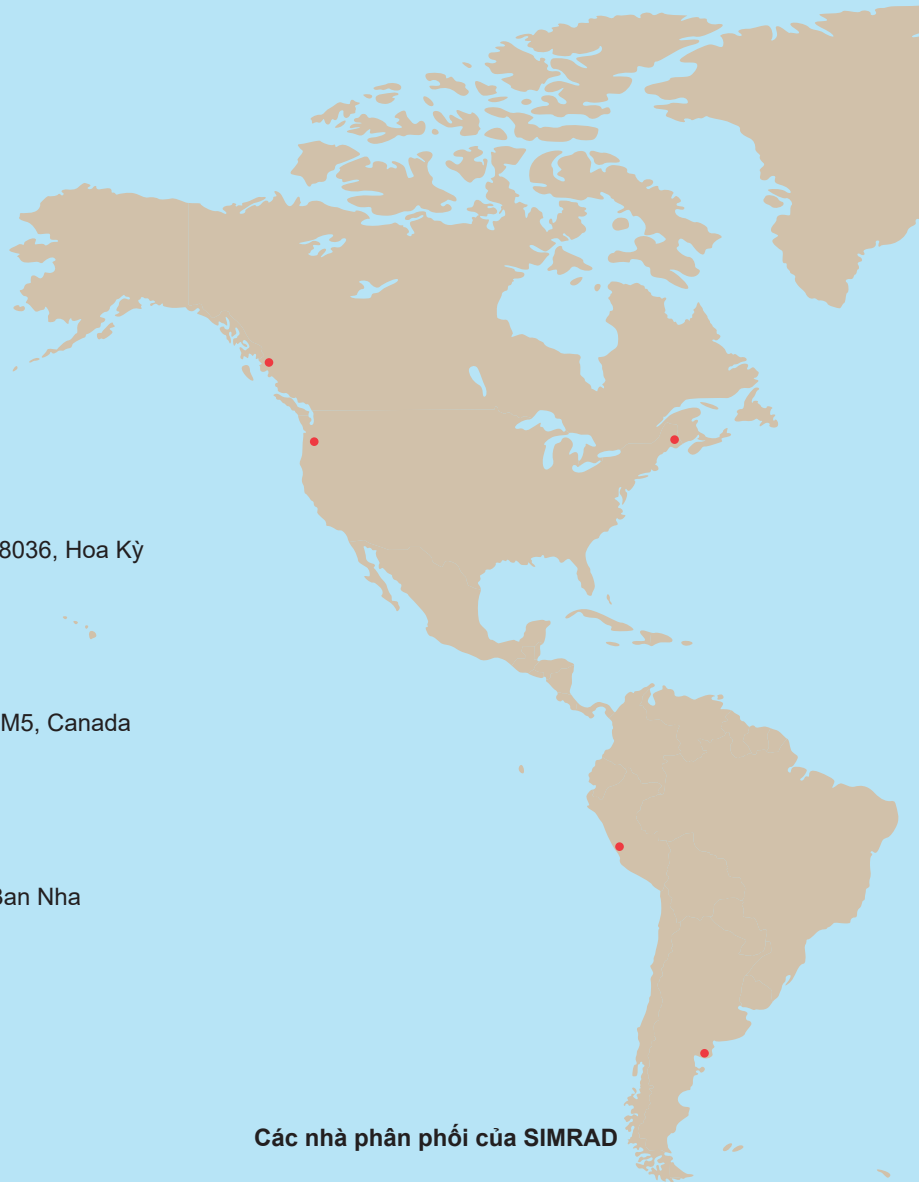 8036, Hoa Kỳ
M5, Canada
Ban Nha
Các nhà phân phối của SIMRAD